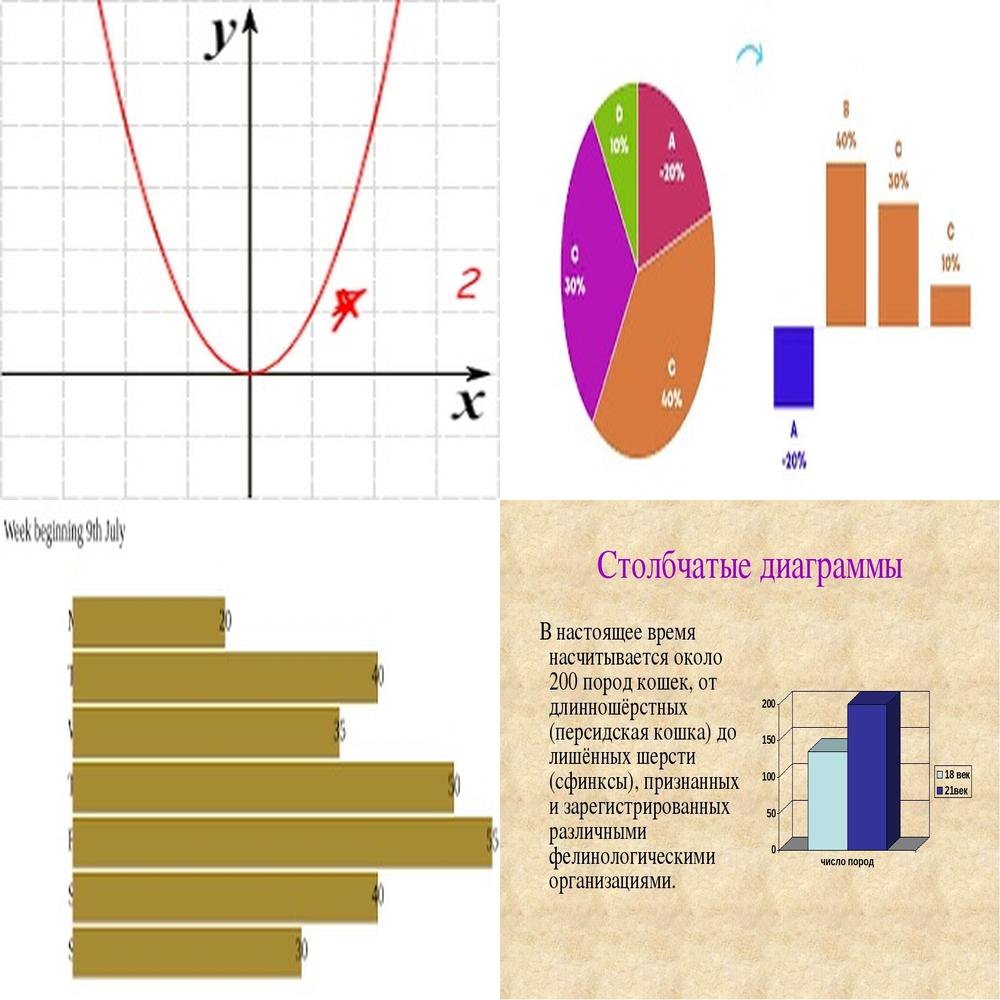 y
2
x
D
10%
A
-20%
C
30%
C
40%
B
40%
C
30%
C
10%
A
-20%
Week beginning 9th July
20
40
35
50
55
40
30
Столбчатые диаграммы
В настоящее время
насчитывается около
200 пород кошек, от
длинношёрстных
(персидская кошка) до
лишённых шерсти
(сфинксы), признанных
и зарегистрированных
различными
фелинологическими
организациями.
200
150
100
50
0
18 век
21век
число пород